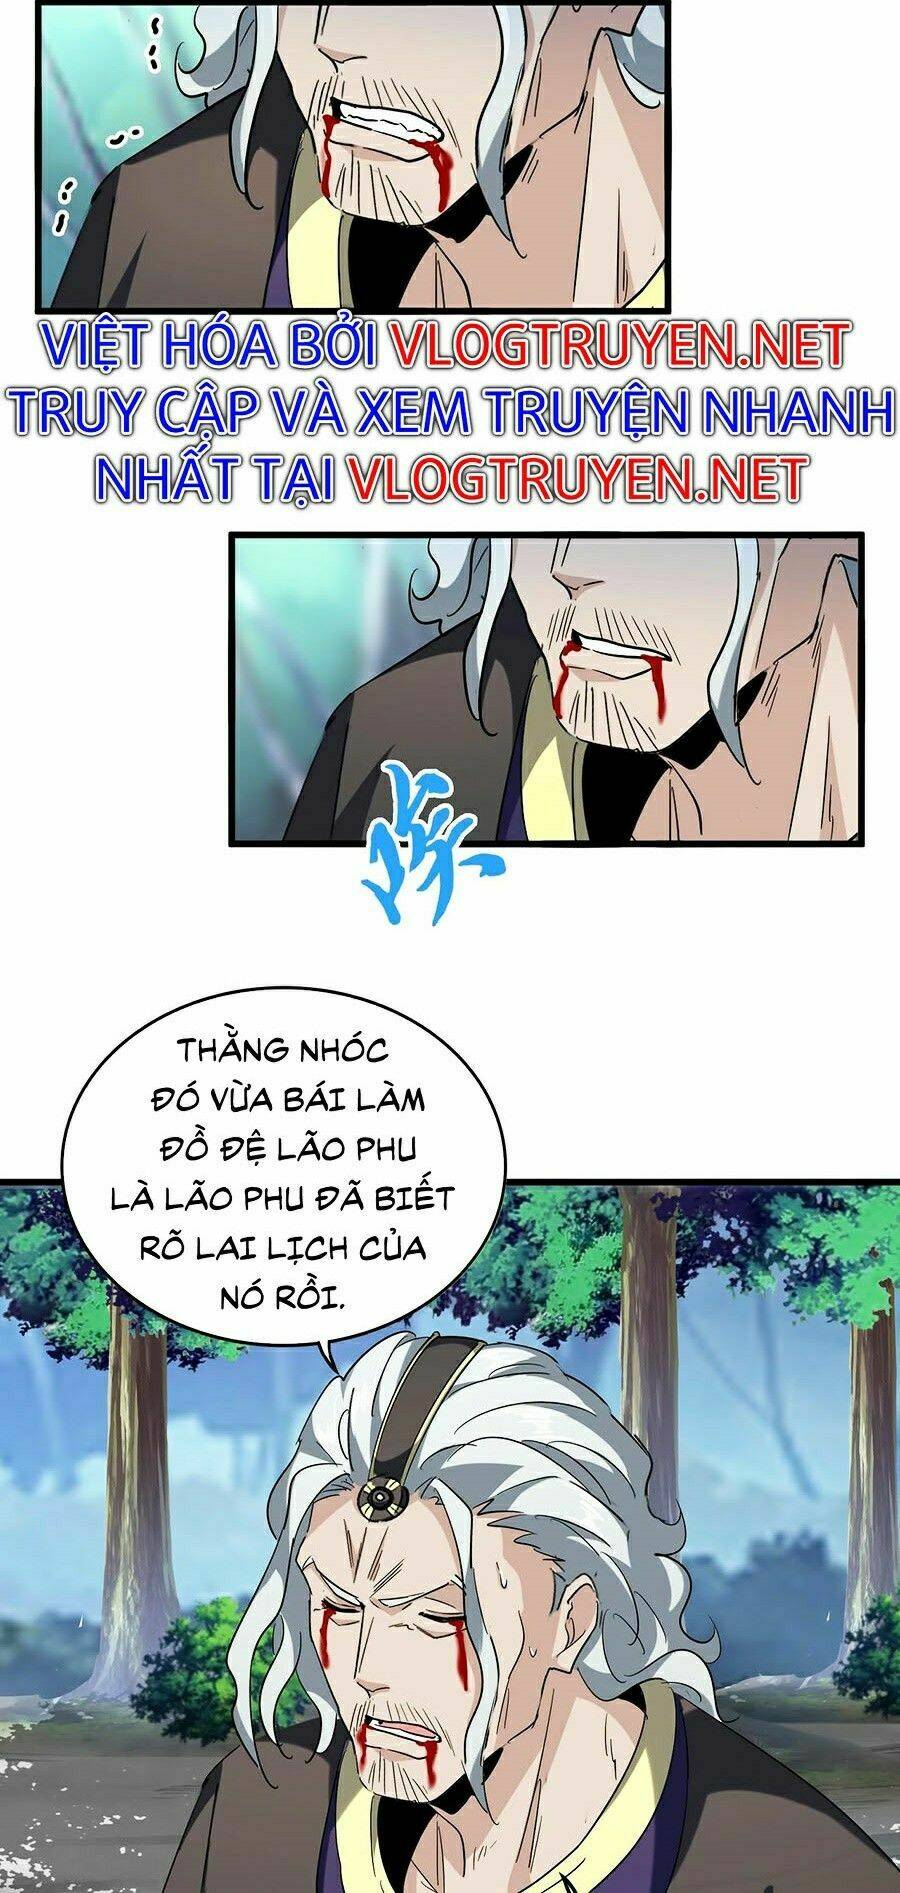 VIỆT HÓA BỞI VLOGTRUYEN.NET
TRUY CẬP VÀ XEM TRUYỆN NHANH
NHẤT TẠI VLOGTRUYEN.NET
THẰNG NHÓC
ĐÓ VỪA BÁI LÀM
ĐỒ ĐỆ LÃO PHU
LÀ LÃO PHU ĐÃ BIẾT
RÕ LAI LỊCH CỦA
NÓ RỒI.